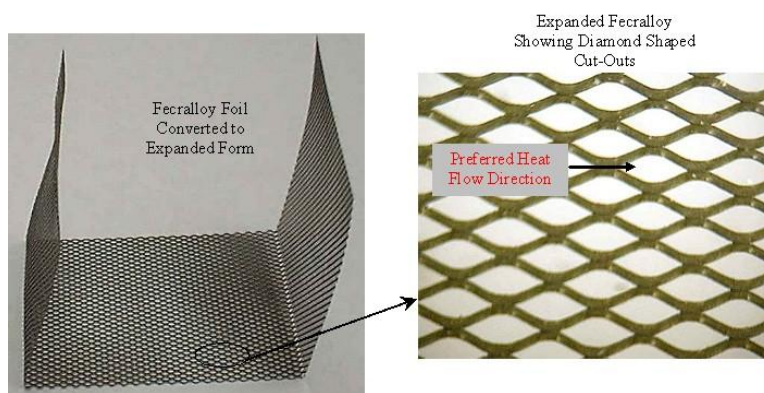 Fecralloy Foil
Converted to
Expanded Form
Expanded Fecralloy
Showing Diamond Shaped
Cut-Outs
Preferred Heat
Flow Direction